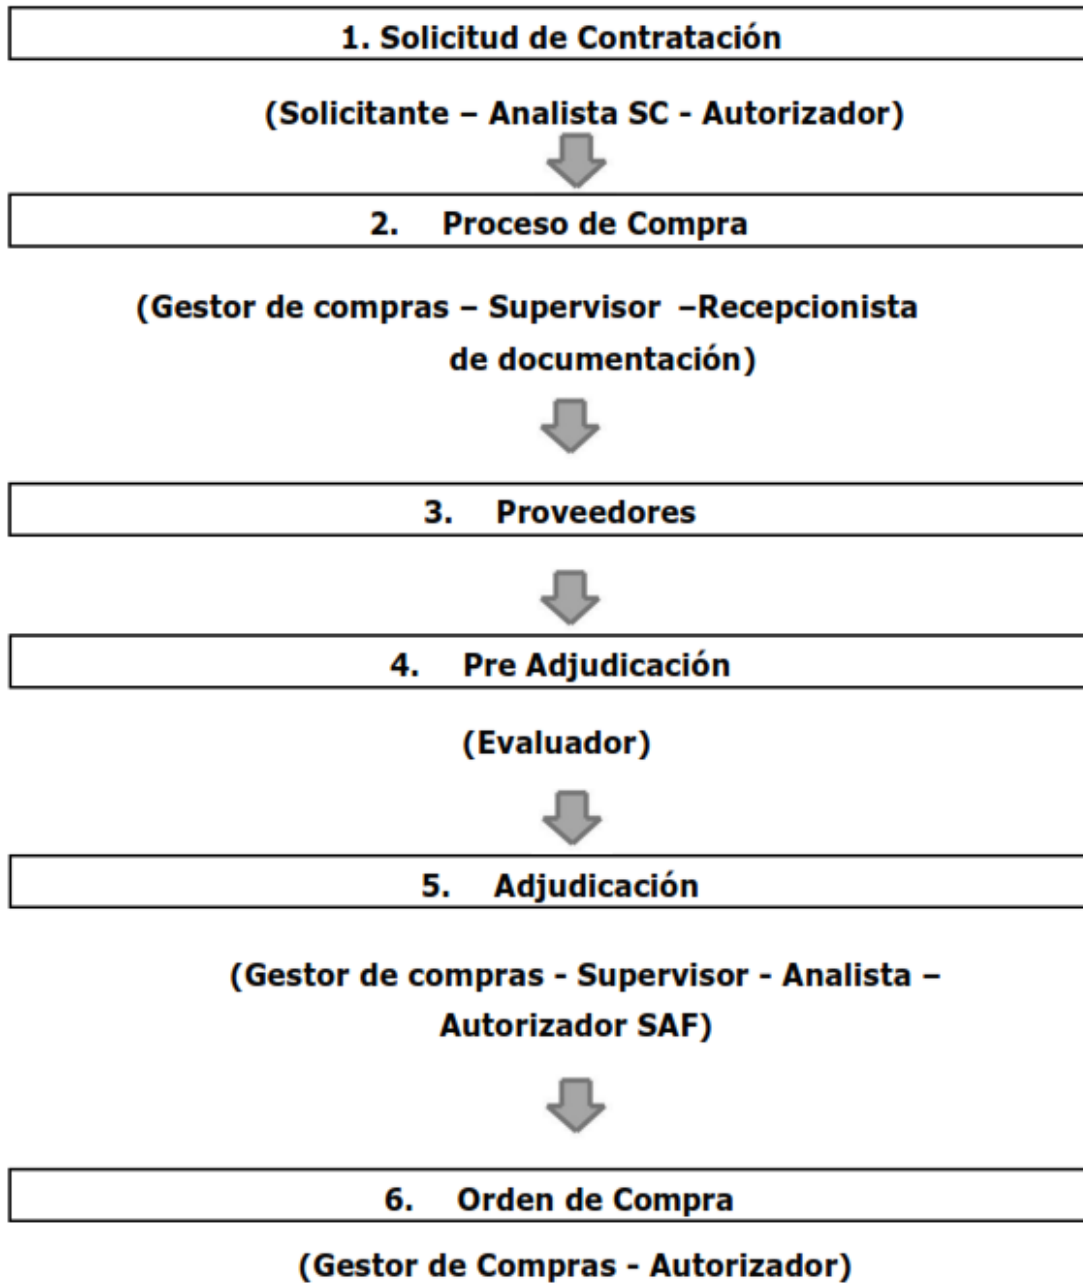 1. Solicitud de Contratación
(Solicitante – Analista SC - Autorizador)
2. Proceso de Compra
(Gestor de compras – Supervisor –Recepcionista
de documentación)
3. Proveedores
4. Pre Adjudicación
(Evaluador)
5. Adjudicación
(Gestor de compras - Supervisor - Analista –
Autorizador SAF)
6. Orden de Compra
(Gestor de Compras - Autorizador)